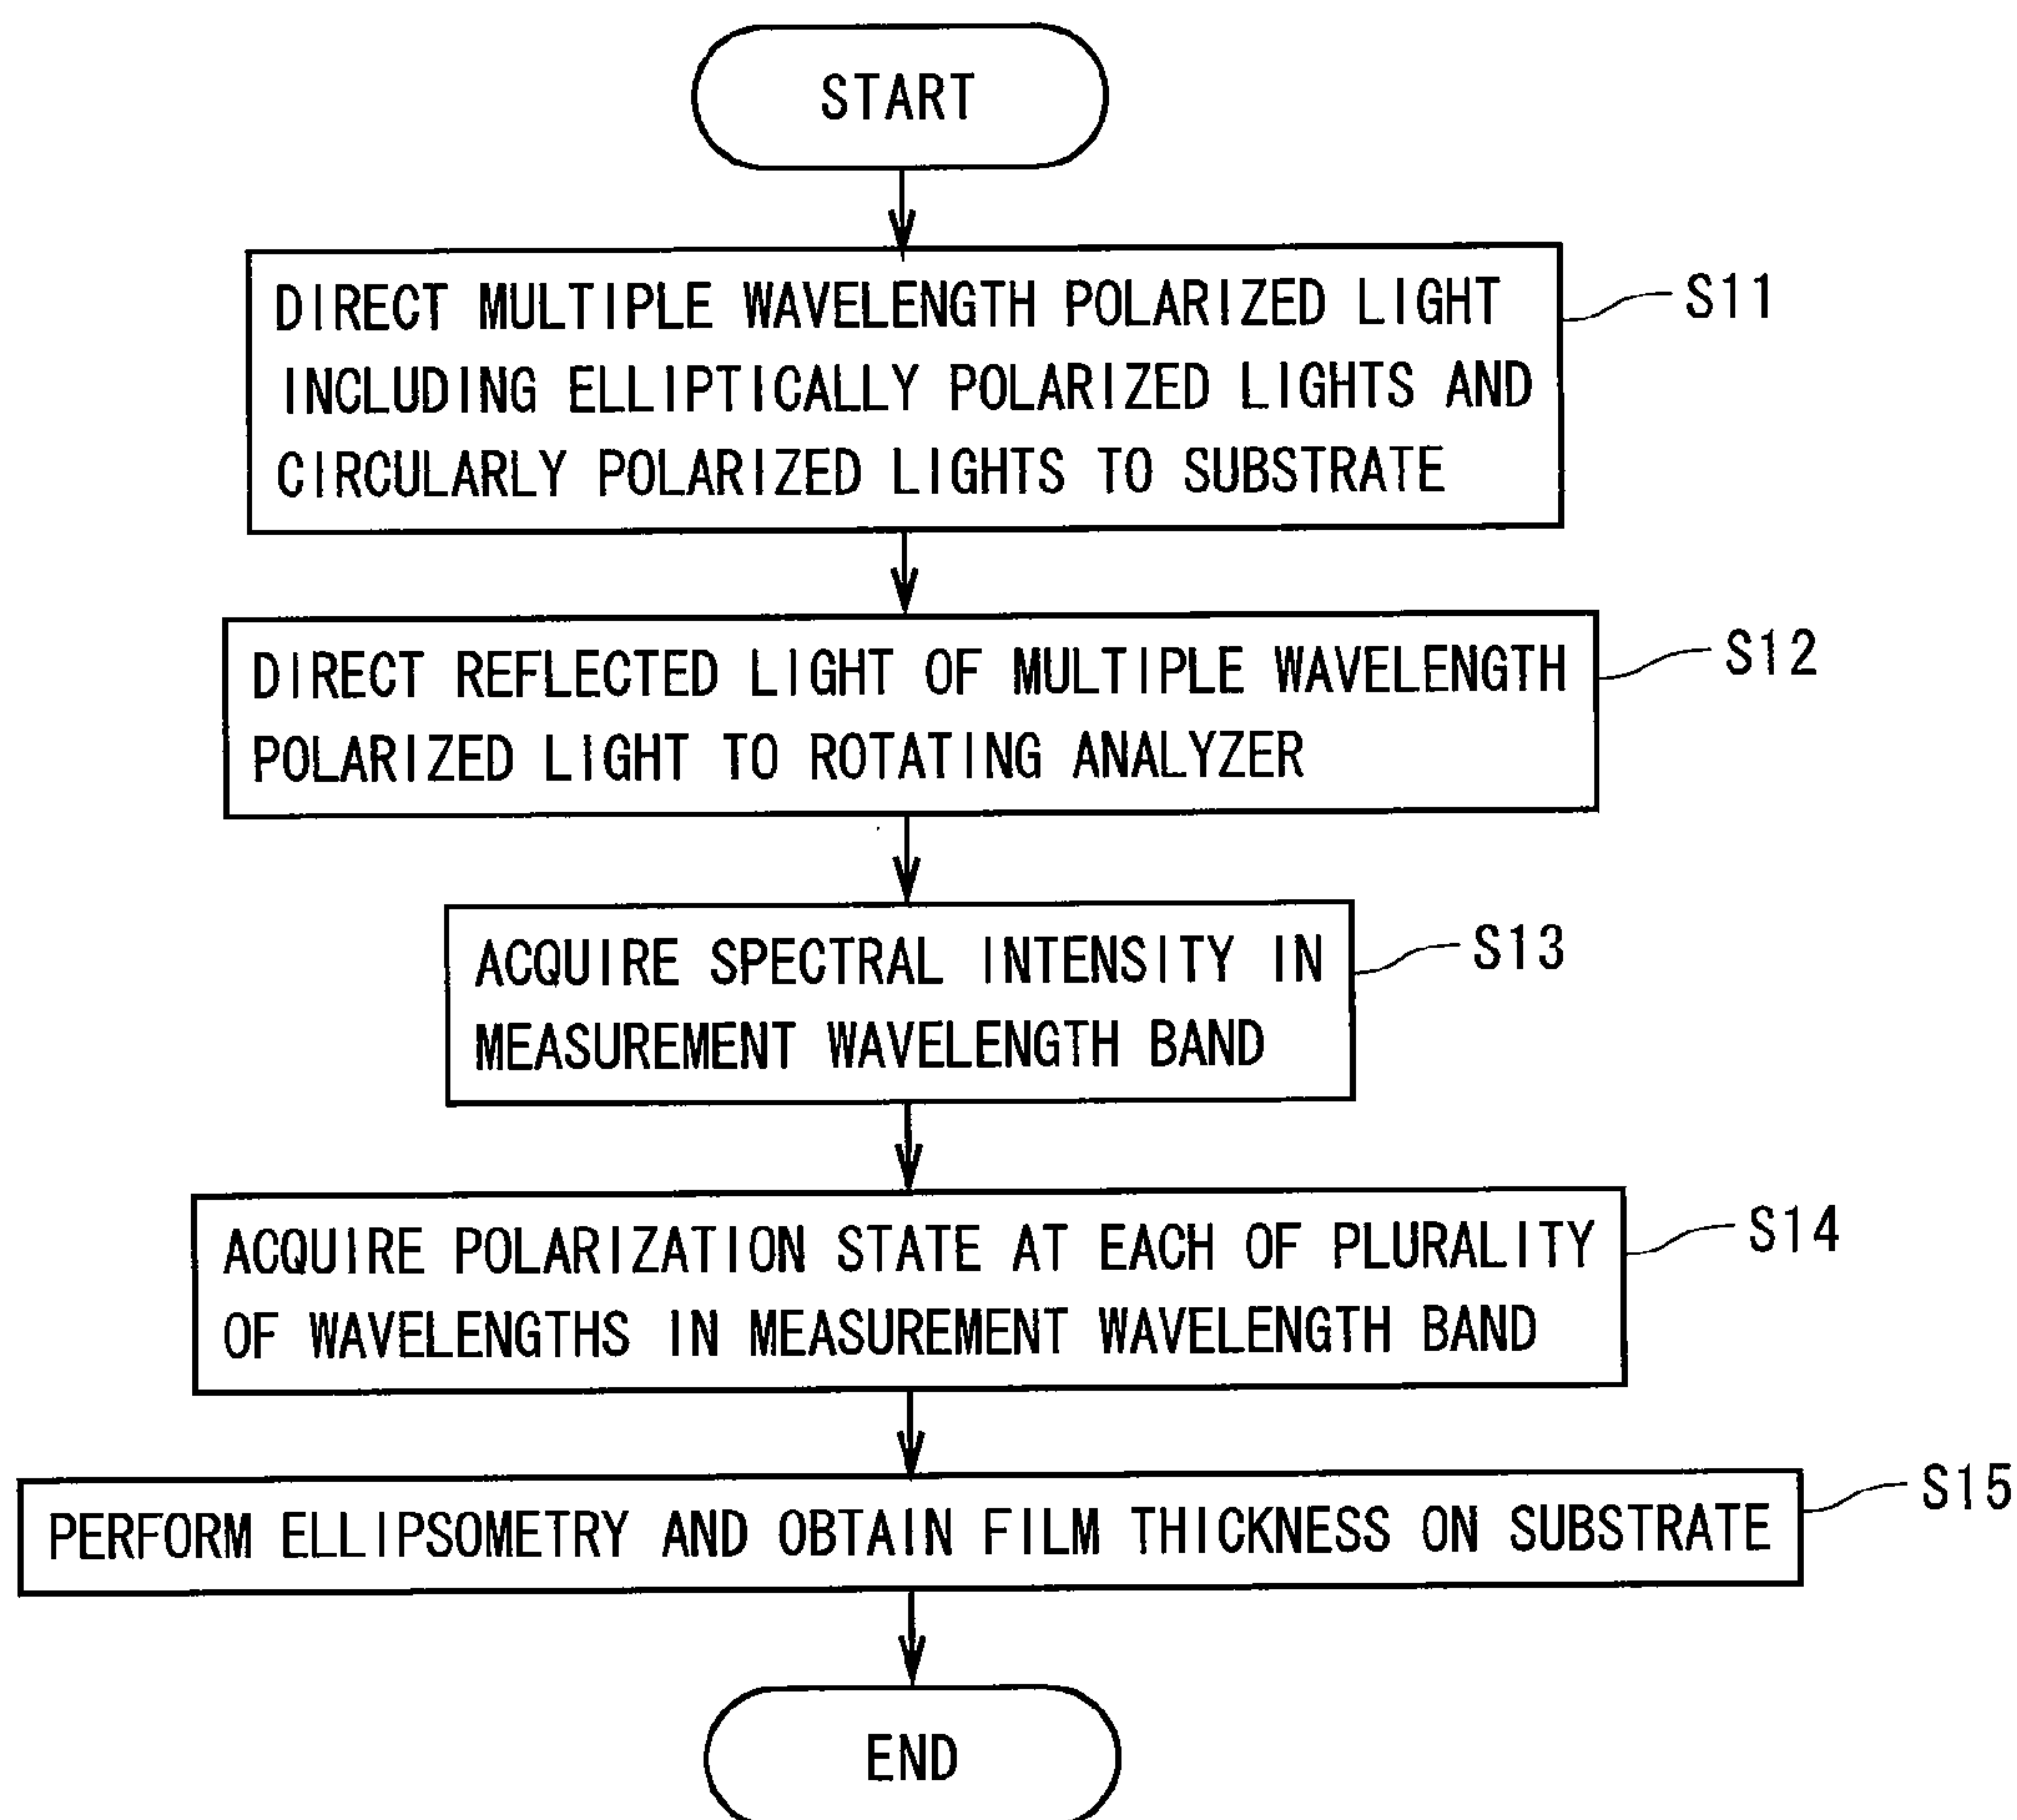 START
DIRECT MULTIPLE WAVELENGTH POLARIZED LIGHT
INCLUDING ELLIPTICALLY POLARIZED LIGHTS AND
CIRCULARLY POLARIZED LIGHTS TO SUBSTRATE
S11
DIRECT REFLECTED LIGHT OF MULTIPLE WAVELENGTH
POLARIZED LIGHT TO ROTATING ANALYZER
S12
ACQUIRE SPECTRAL INTENSITY IN
MEASUREMENT WAVELENGTH BAND
S13
ACQUIRE POLARIZATION STATE AT EACH OF PLURALITY
OF WAVELENGTHS IN MEASUREMENT WAVELENGTH BAND
S14
PERFORM ELLIPSOMETRY AND OBTAIN FILM THICKNESS ON SUBSTRATE
S15
END